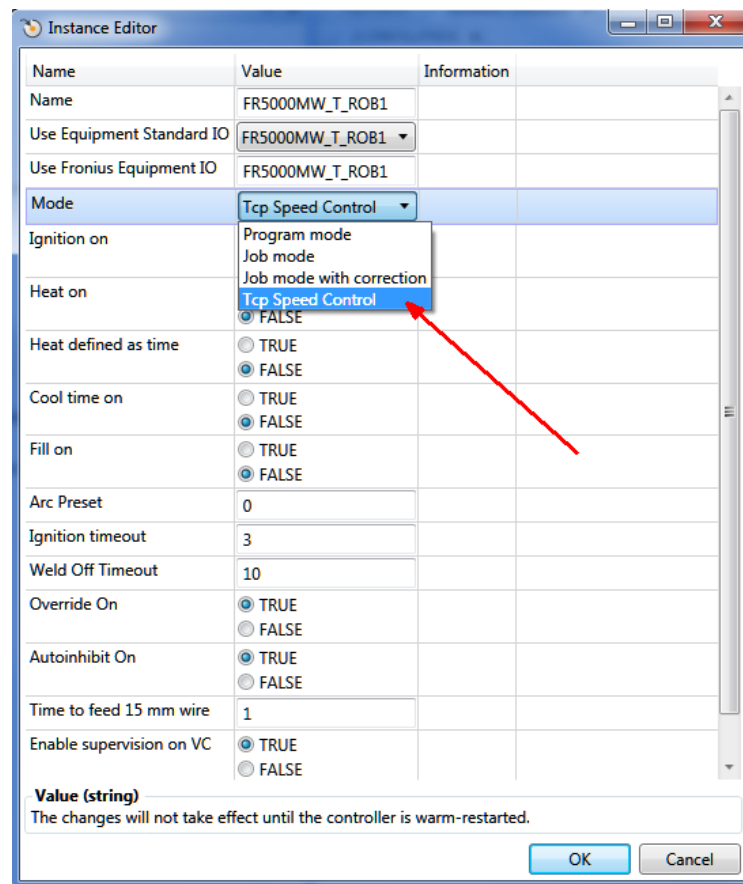 Instance Editor
Name Value Information
Name FR5000MW_T_ROB1
Use Equipment Standard IO FR5000MW_T_ROB1
Use Fronius Equipment IO FR5000MW_T_ROB1
Mode Tcp Speed Control
Program mode
Ignition on
Job mode
Job mode with correction
Heat on
Tcp Speed Control
FALSE
Heat defined as time TRUE
FALSE
Cool time on TRUE
FALSE
Fill on TRUE
FALSE
Arc Preset 0
Ignition timeout 3
Weld Off Timeout 10
Override On TRUE
FALSE
Autoinhibit On TRUE
FALSE
Time to feed 15 mm wire 1
Enable supervision on VC TRUE
FALSE
Value (string)
The changes will not take effect until the controller is warm-restarted.
OK Cancel